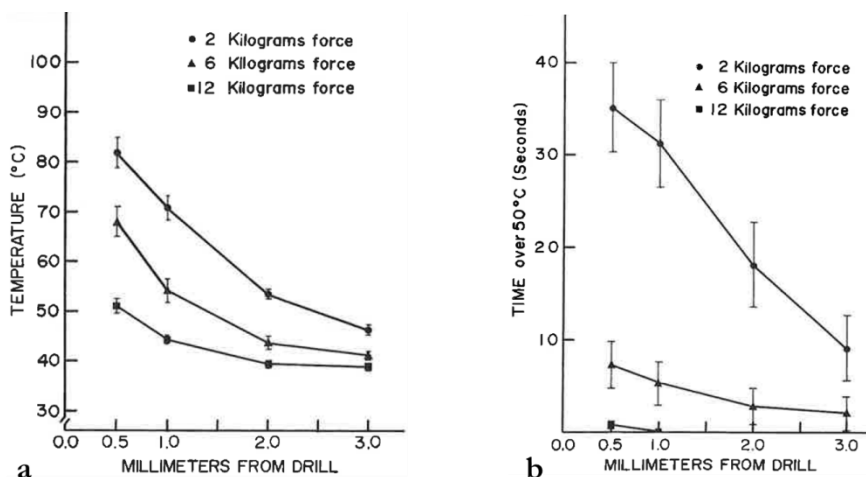 2 Kilograms force
6 KIlograms force
12 Kilograms force
100
90
80
70
60
50
40
30
TEMPERATURE (°C)
0.0 0.5 1.0 2.0 3.0
MILLIMETERS FROM DRILL
a
2 Kilograms force
6 Kilograms force
12 Kilograms force
40
30
20
10
TIME over 50°C (Seconds)
0.0 0.5 1.0 2.0 3.0
MILLIMETERS FROM DRILL
b